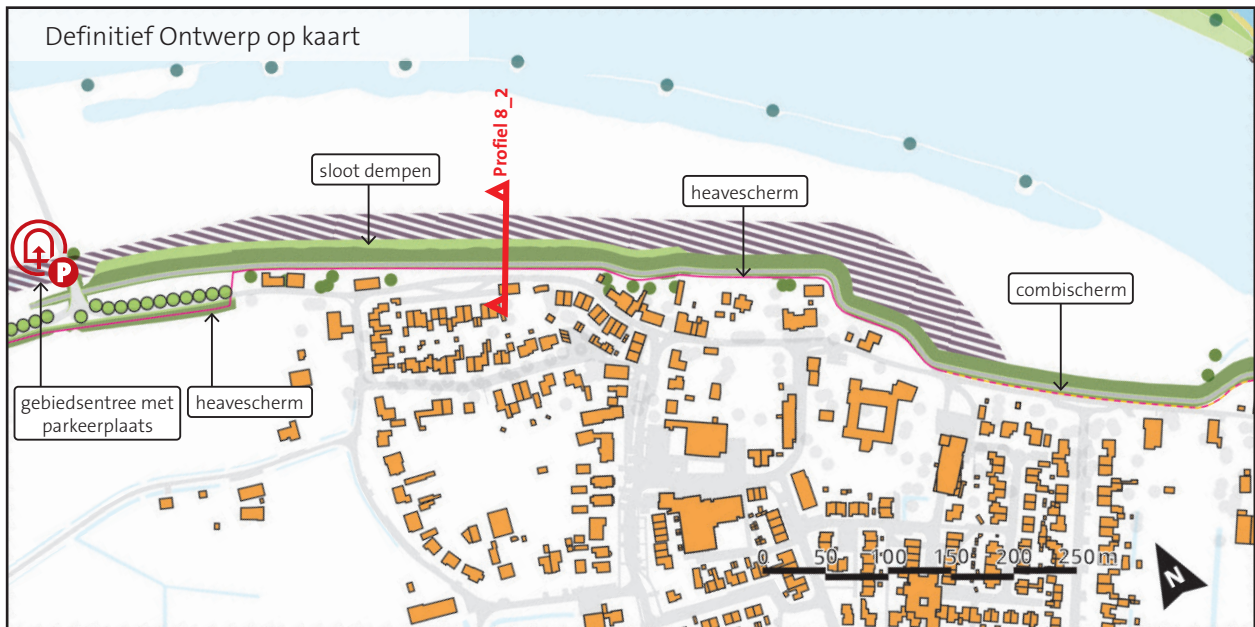 Definitief Ontwerp op kaart
Profiel 8_2
sloot dempen
heavescherm
combischerm
P
gebiedsentree met
parkeerplaats
heavescherm
0 50 100 150 200 250 m
N